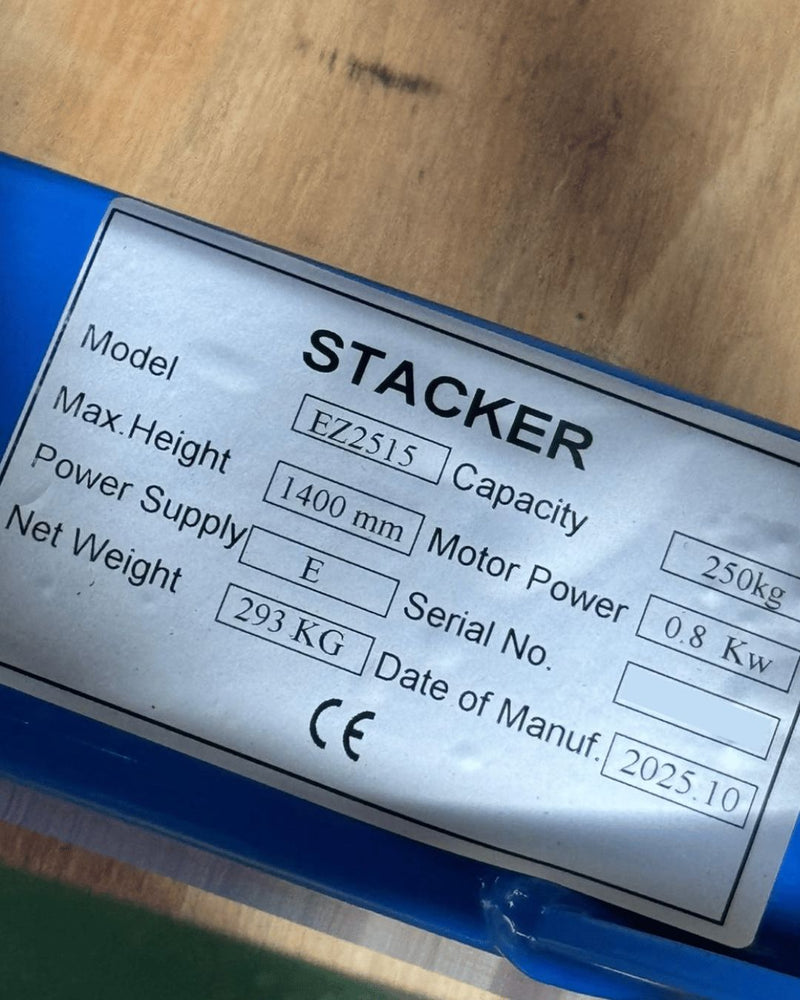 STACKER
Model EZ2515 Capacity 250kg
Max.Height 1400 mm Motor Power 0.8 Kw
Power Supply E Serial No.
Net Weight 293 KG Date of Manuf. 2025.10
CE